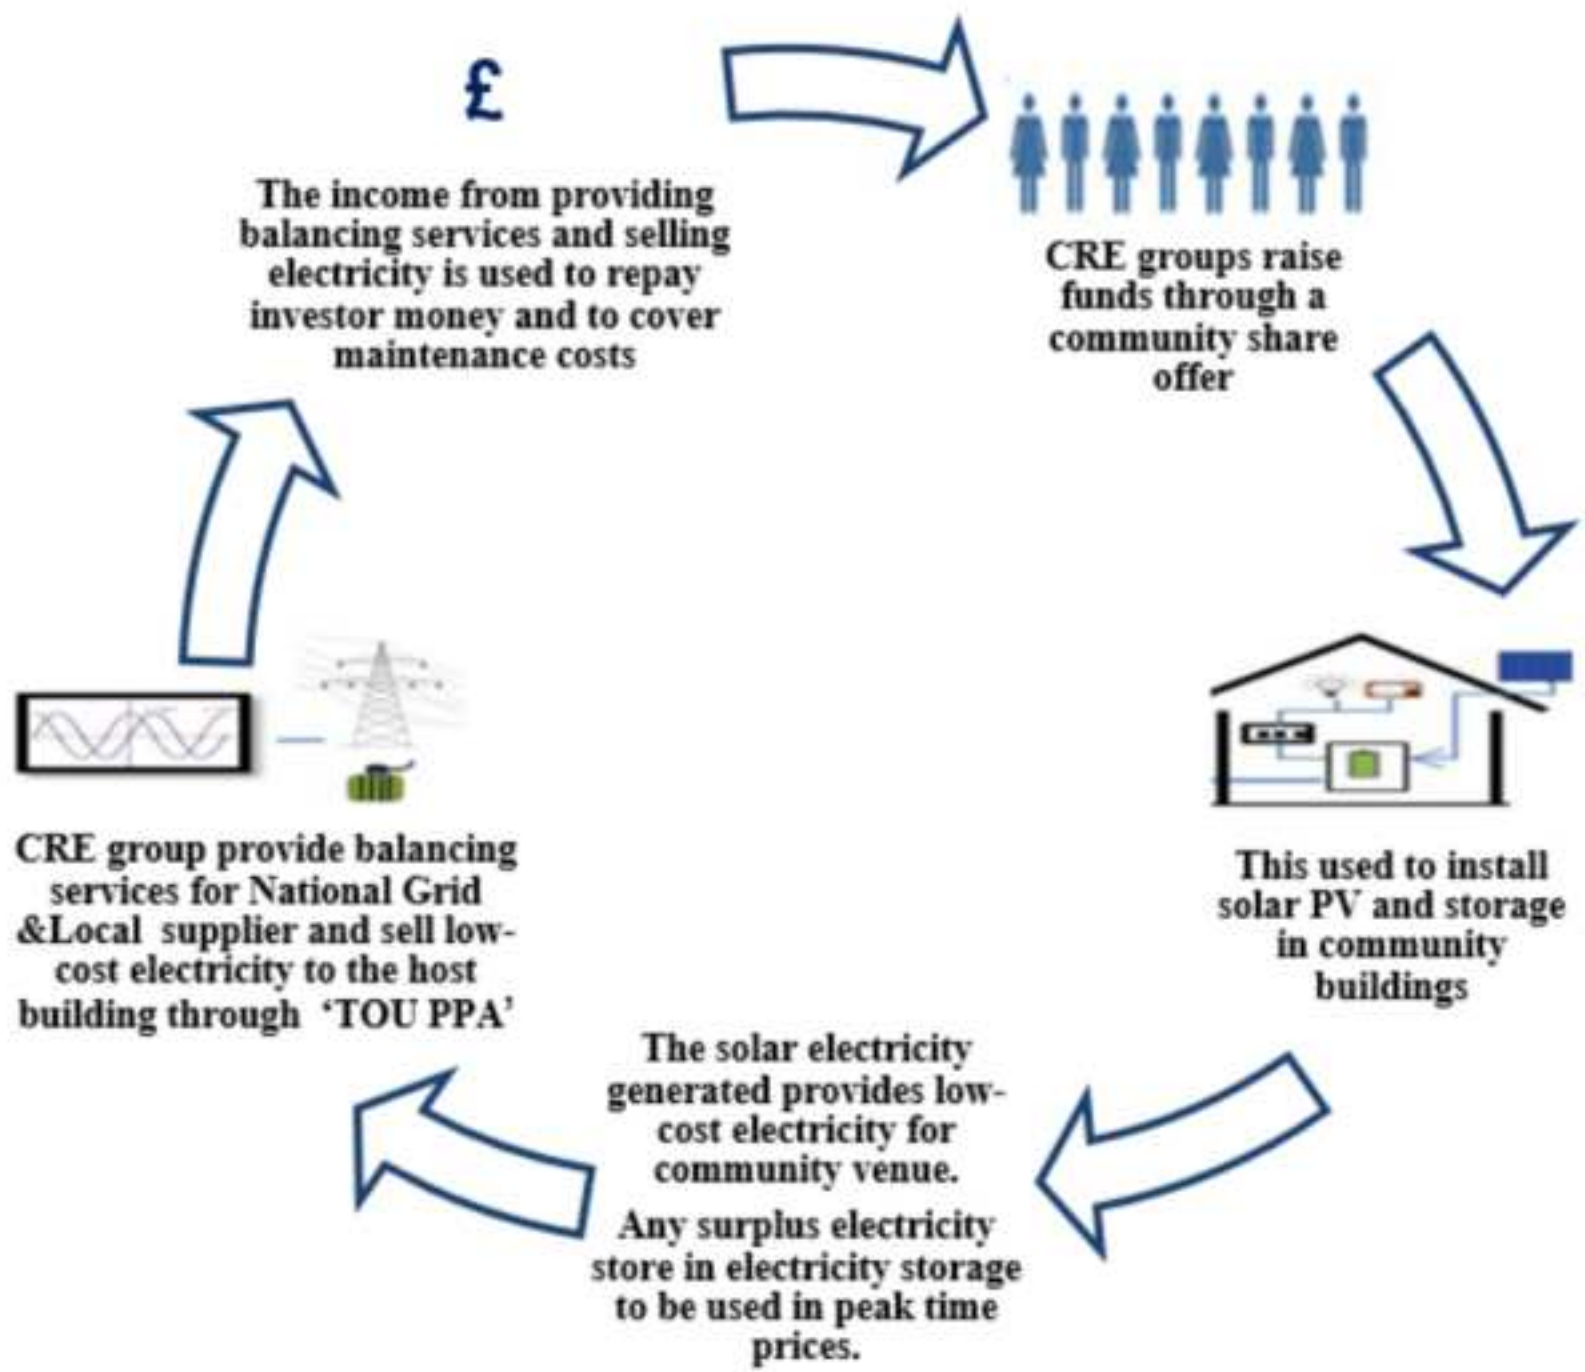 £
The income from providing
balancing services and selling
electricity is used to repay
investor money and to cover
maintenance costs
CRE groups raise
funds through a
community share
offer
This used to install
solar PV and storage
in community
buildings
The solar electricity
generated provides low-
cost electricity for
community venue.
Any surplus electricity
store in electricity storage
to be used in peak time
prices.
CRE group provide balancing
services for National Grid
&Local supplier and sell low-
cost electricity to the host
building through ‘TOU PPA’